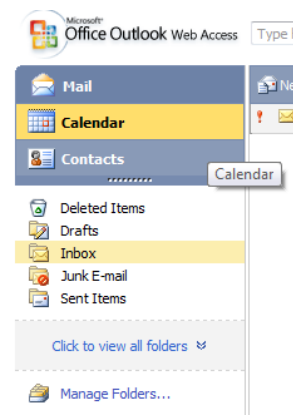 Microsoft
Office Outlook Web Access
Type
Mail
Ne
Calendar
Contacts
Calendar
Deleted Items
Drafts
Inbox
Junk E-mail
Sent Items
Click to view all folders
Manage Folders...